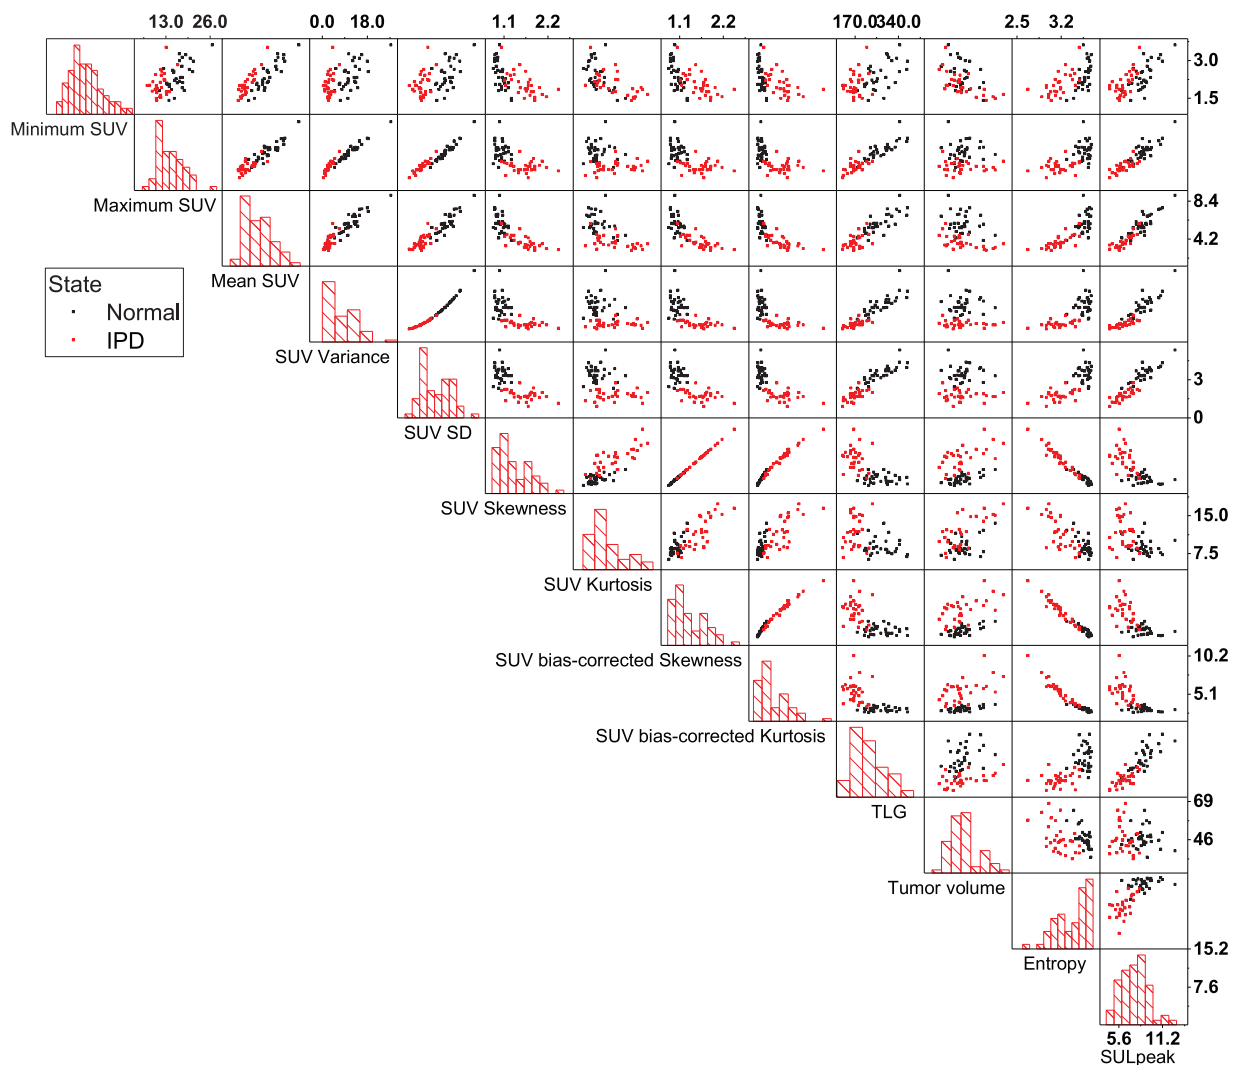 13.0 26.0 0.0 18.0 1.1 2.2 1.1 2.2 170.0 340.0 2.5 3.2
3.0
1.5
Minimum SUV
Maximum SUV
8.4
4.2
Mean SUV
State
Normal
IPD
SUV Variance
3
0
SUV SD
SUV Skewness
15.0
7.5
SUV Kurtosis
SUV bias-corrected Skewness
10.2
5.1
SUV bias-corrected Kurtosis
TLG
69
46
Tumor volume
15.2
Entropy
7.6
5.6 11.2
SULpeak